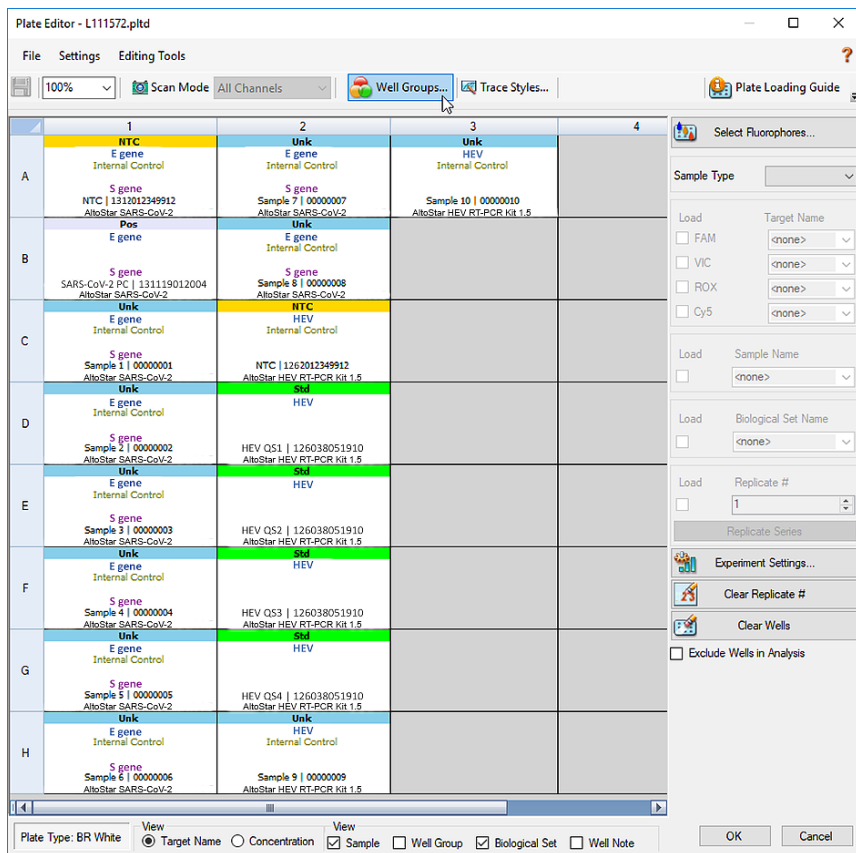 Plate Editor - L111572.pltd
File Settings Editing Tools ?
100% Scan Mode All Channels Well Groups... Trace Styles... Plate Loading Guide
1 2 3 4
A
NTC
E gene
Internal Control
S gene
NTC | 1312012349912
AltoStar SARS-CoV-2
Unk
E gene
Internal Control
S gene
Sample 7 | 00000007
AltoStar SARS-CoV-2
Unk
HEV
Internal Control
Sample 10 | 00000010
AltoStar HEV RT-PCR Kit 1.5
B
Pos
E gene
S gene
SARS-CoV-2 PC | 131119012004
AltoStar SARS-CoV-2
Unk
E gene
Internal Control
S gene
Sample 8 | 00000008
AltoStar SARS-CoV-2
C
Unk
E gene
Internal Control
S gene
Sample 1 | 00000001
AltoStar SARS-CoV-2
NTC
HEV
Internal Control
NTC | 1262012349912
AltoStar HEV RT-PCR Kit 1.5
D
Unk
E gene
Internal Control
S gene
Sample 2 | 00000002
AltoStar SARS-CoV-2
Std
HEV
HEV QS1 | 126038051910
AltoStar HEV RT-PCR Kit 1.5
E
Unk
E gene
Internal Control
S gene
Sample 3 | 00000003
AltoStar SARS-CoV-2
Std
HEV
HEV QS2 | 126038051910
AltoStar HEV RT-PCR Kit 1.5
F
Unk
E gene
Internal Control
S gene
Sample 4 | 00000004
AltoStar SARS-CoV-2
Std
HEV
HEV QS3 | 126038051910
AltoStar HEV RT-PCR Kit 1.5
G
Unk
E gene
Internal Control
S gene
Sample 5 | 00000005
AltoStar SARS-CoV-2
Std
HEV
HEV QS4 | 126038051910
AltoStar HEV RT-PCR Kit 1.5
H
Unk
E gene
Internal Control
S gene
Sample 6 | 00000006
AltoStar SARS-CoV-2
Unk
HEV
Internal Control
Sample 9 | 00000009
AltoStar HEV RT-PCR Kit 1.5
Select Fluorophores...
Sample Type
Load Target Name
FAM <none>
VIC <none>
ROX <none>
Cy5 <none>
Load Sample Name
<none>
Load Biological Set Name
<none>
Load Replicate #
1
Replicate Series
Experiment Settings...
Clear Replicate #
Clear Wells
Exclude Wells in Analysis
Plate Type: BR White
View
Target Name Concentration
View
Sample Well Group Biological Set Well Note
OK Cancel